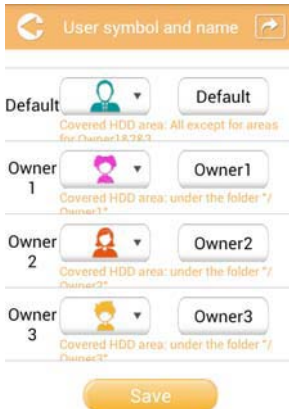 User symbol and name
Default
Default
Covered HDD area: All except for areas
for Owner1&2&3
Owner
1
Owner1
Covered HDD area: under the folder "/
Owner1"
Owner
2
Owner2
Covered HDD area: under the folder "/
Owner2"
Owner
3
Owner3
Covered HDD area: under the folder "/
Owner3"
Save